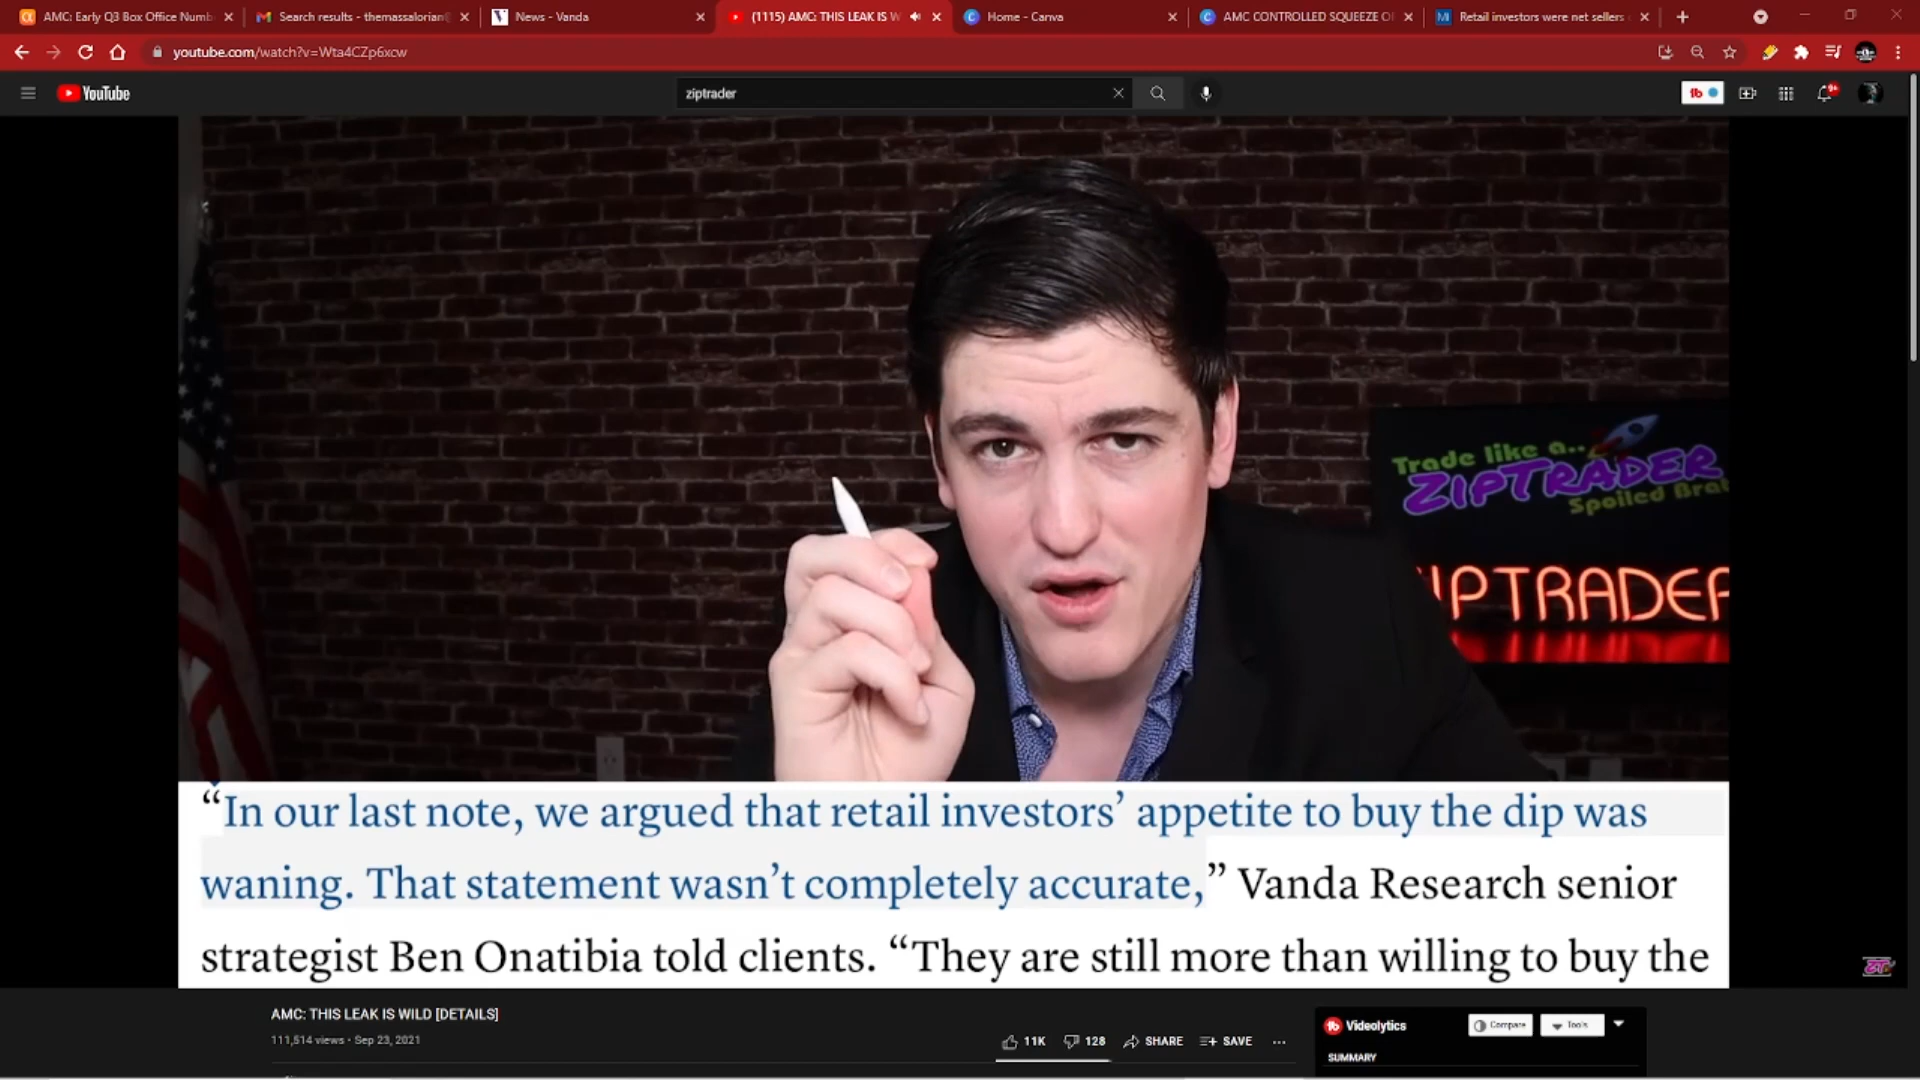 AMC: Early Q3 Box Office Numb
Search results - themassalorian
News - Vanda
(1115) AMC: THIS LEAK IS W
Home - Canva
AMC CONTROLLED SQUEEZE O
Retail investors were net sellers
youtube.com/watch?v=Wta4CZp6xcw
YouTube
ziptrader
tb
9+
Trade like a..
ZIPTRADER
Spoiled Brat
IPTRADER
“In our last note, we argued that retail investors’ appetite to buy the dip was
waning. That statement wasn’t completely accurate,” Vanda Research senior
strategist Ben Onatibia told clients. “They are still more than willing to buy the
ZT
AMC: THIS LEAK IS WILD [DETAILS]
111,514 views • Sep 23, 2021
11K
128
SHARE
SAVE
tb Videolytics
Compare
Tools
SUMMARY